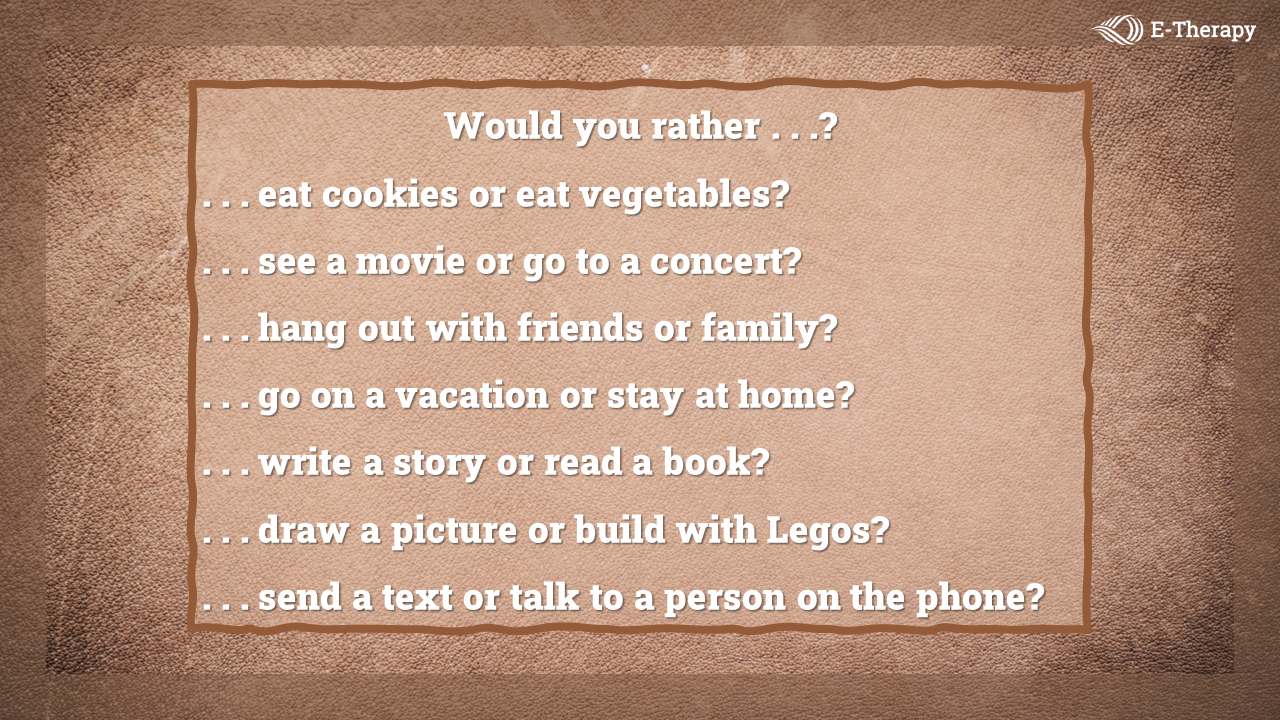 E-Therapy
Would you rather . . .?
. . . eat cookies or eat vegetables?
. . . see a movie or go to a concert?
. . . hang out with friends or family?
. . . go on a vacation or stay at home?
. . . write a story or read a book?
. . . draw a picture or build with Legos?
. . . send a text or talk to a person on the phone?